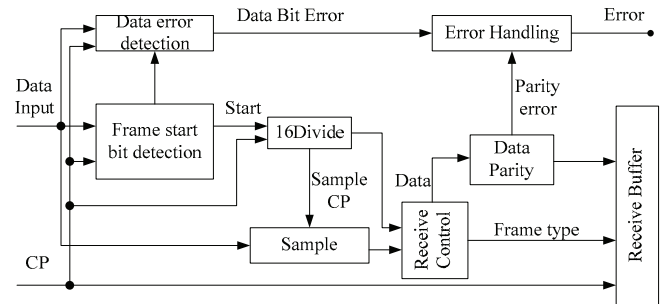 Data error
detection
Data Bit Error
Error Handling
Error
Data
Input
Frame start
bit detection
Start
16Divide
Parity
error
Data
Parity
Sample
CP
Data
Sample
Receive
Control
Frame type
Receive Buffer
CP